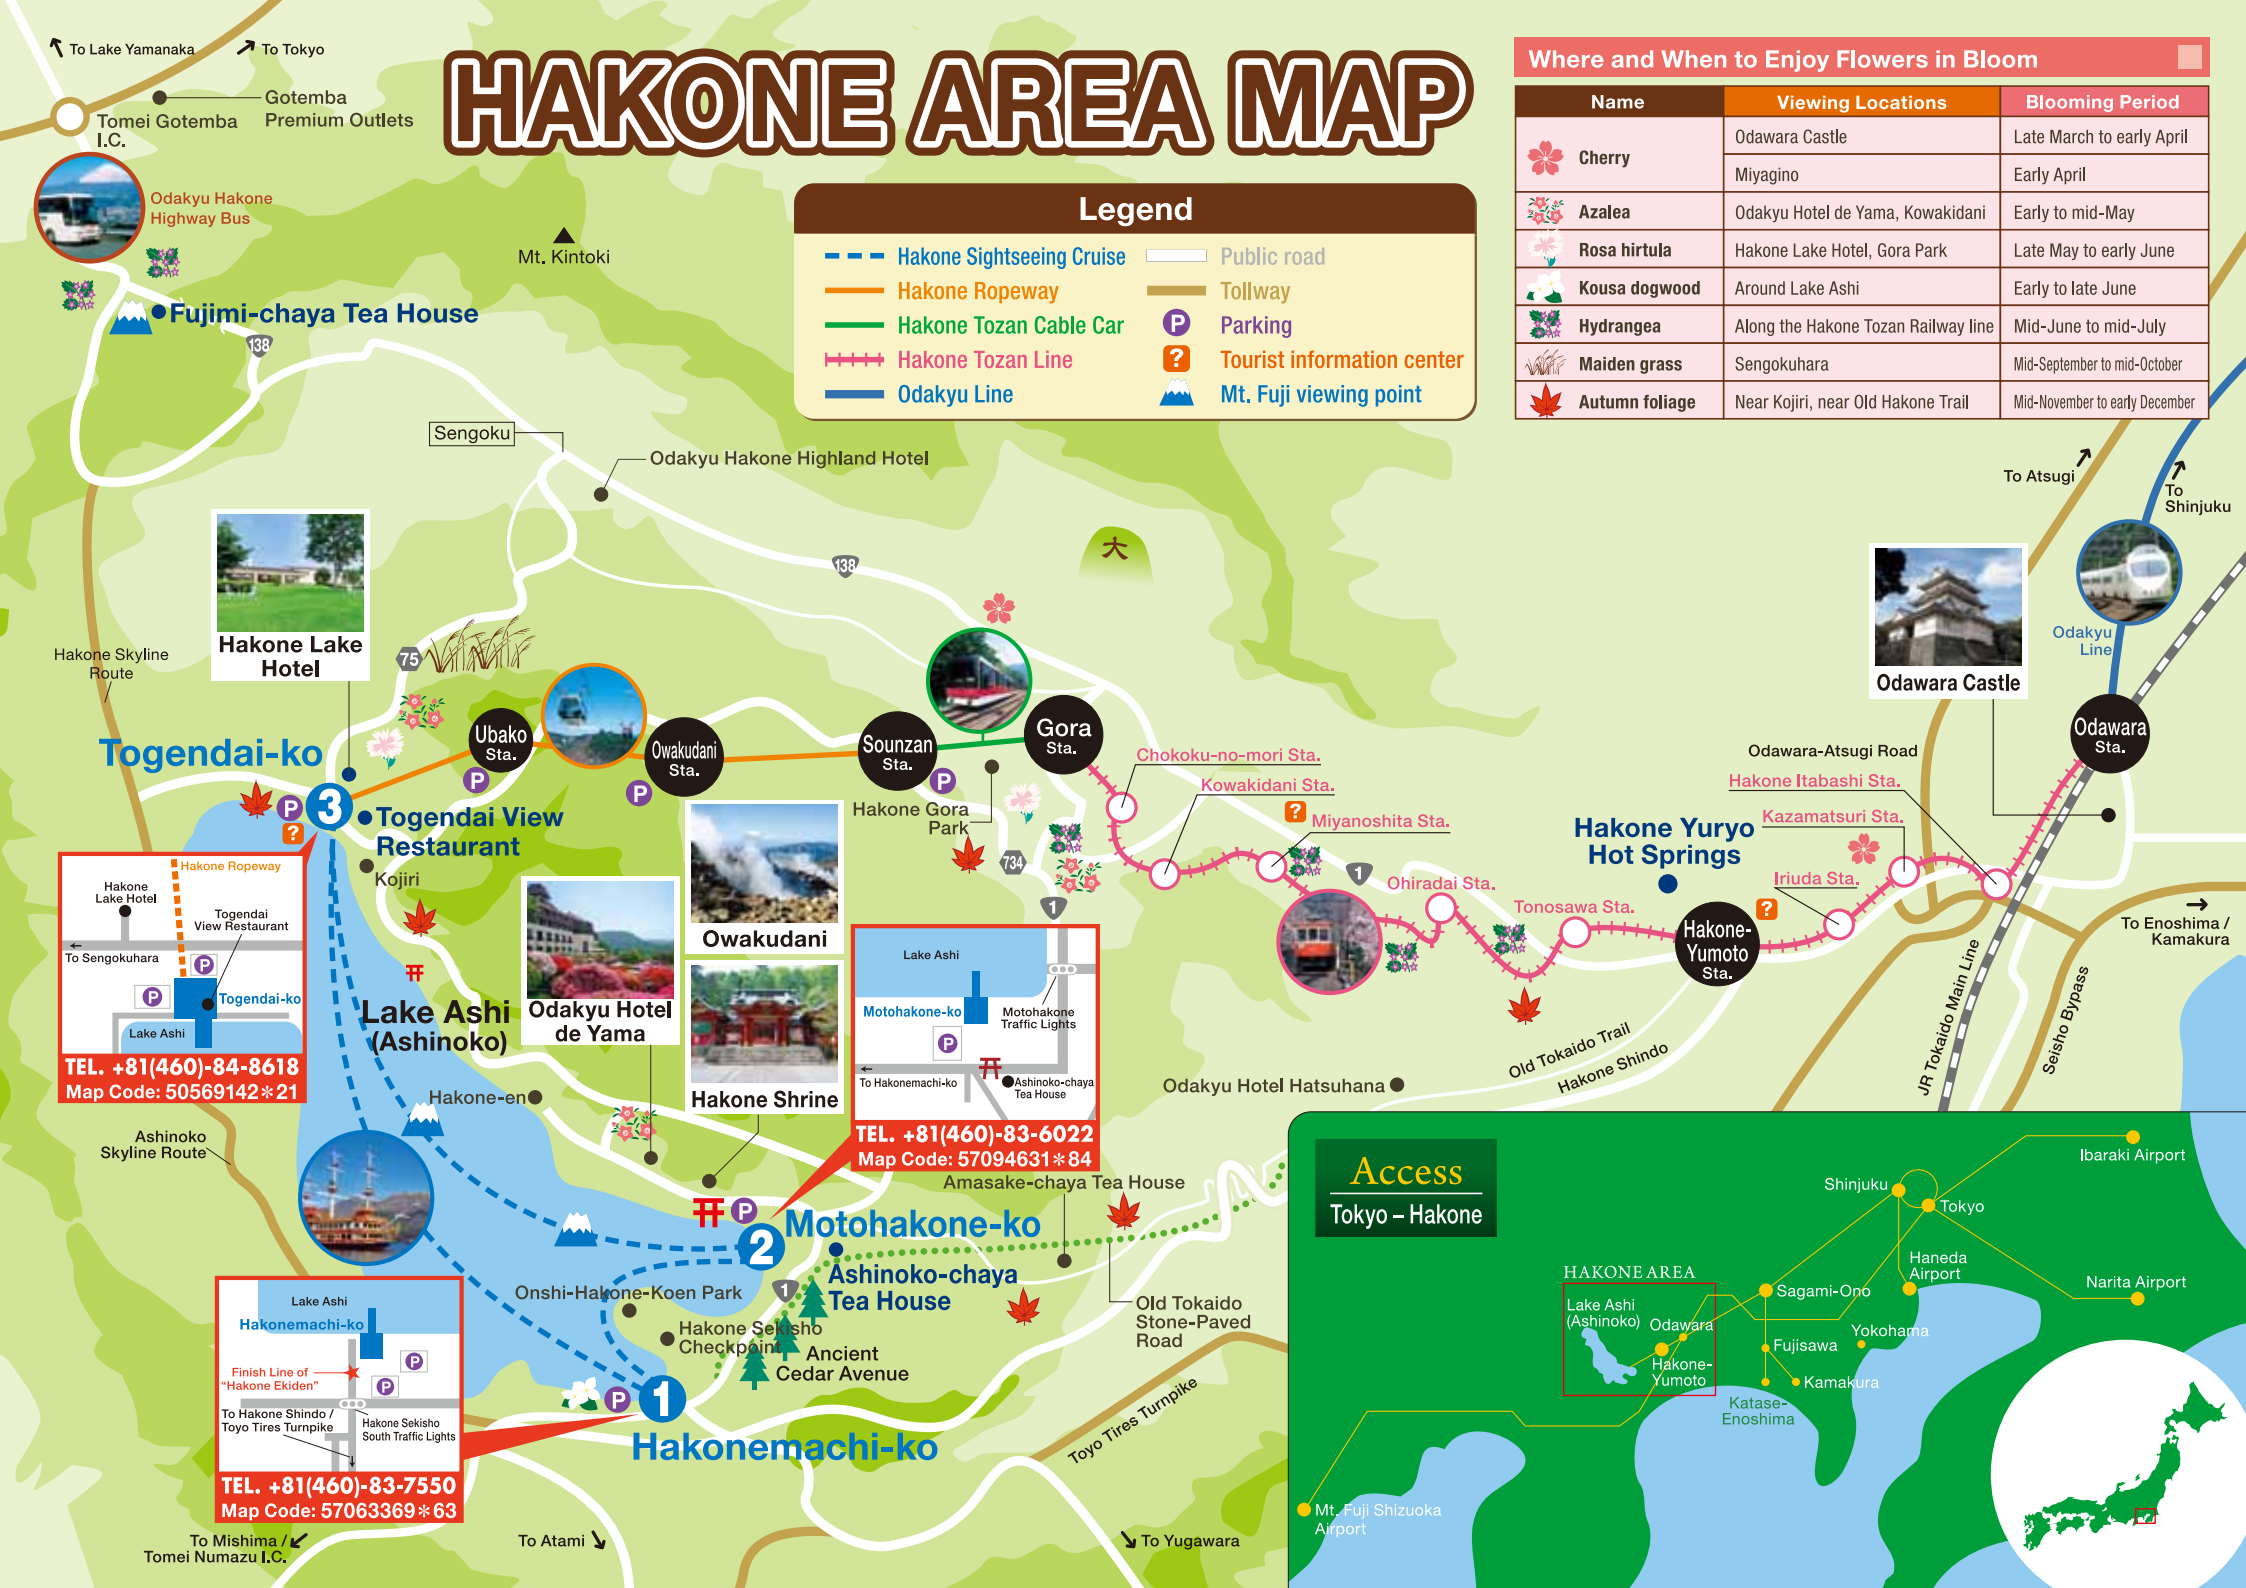 HAKONE AREA MAP
To Lake Yamanaka
To Tokyo
Gotemba
Premium Outlets
Tomei Gotemba
I.C.
Odakyu Hakone
Highway Bus
Mt. Kintoki
Fujimi-chaya Tea House
138
Legend
Hakone Sightseeing Cruise
Hakone Ropeway
Hakone Tozan Cable Car
Hakone Tozan Line
Odakyu Line
Public road
Tollway
P Parking
? Tourist information center
Mt. Fuji viewing point
Where and When to Enjoy Flowers in Bloom
Name Viewing Locations Blooming Period
Cherry Odawara Castle Late March to early April
Miyagino Early April
Azalea Odakyu Hotel de Yama, Kowakidani Early to mid-May
Rosa hirtula Hakone Lake Hotel, Gora Park Late May to early June
Kousa dogwood Around Lake Ashi Early to late June
Hydrangea Along the Hakone Tozan Railway line Mid-June to mid-July
Maiden grass Sengokuhara Mid-September to mid-October
Autumn foliage Near Kojiri, near Old Hakone Trail Mid-November to early December
Sengoku
Odakyu Hakone Highland Hotel
138
大
To Atsugi
To
Shinjuku
Odakyu
Line
Odawara Castle
Odawara
Sta.
Hakone Skyline
Route
Hakone Lake
Hotel
75
Togendai-ko
3
P
?
Ubako
Sta.
P
Owakudani
Sta.
P
Sounzan
Sta.
P
Gora
Sta.
Hakone Gora
Park
734
1
Chokoku-no-mori Sta.
Kowakidani Sta.
?
Miyanoshita Sta.
1
Ohiradai Sta.
Tonosawa Sta.
Hakone Yuryo
Hot Springs
Hakone-
Yumoto
Sta.
?
Odawara-Atsugi Road
Hakone Itabashi Sta.
Kazamatsuri Sta.
Iriuda Sta.
To Enoshima /
Kamakura
JR Tokaido Main Line
Seisho Bypass
Old Tokaido Trail
Hakone Shindo
Odakyu Hotel Hatsuhana
Togendai View
Restaurant
Kojiri
Hakone Ropeway
Hakone
Lake Hotel
Togendai
View Restaurant
To Sengokuhara
P
P
Togendai-ko
Lake Ashi
TEL. +81(460)-84-8618
Map Code: 50569142*21
Lake Ashi
(Ashinoko)
Odakyu Hotel
de Yama
Owakudani
Hakone Shrine
Lake Ashi
Motohakone-ko
Motohakone
Traffic Lights
P
To Hakonemachi-ko
Ashinoko-chaya
Tea House
TEL. +81(460)-83-6022
Map Code: 57094631*84
Hakone-en
Ashinoko
Skyline Route
P
2
Motohakone-ko
Amasake-chaya Tea House
1
Ashinoko-chaya
Tea House
Onshi-Hakone-Koen Park
Hakone Sekisho
Checkpoint
Ancient
Cedar Avenue
Old Tokaido
Stone-Paved
Road
Toyo Tires Turnpike
P
1
Hakonemachi-ko
Lake Ashi
Hakonemachi-ko
Finish Line of
“Hakone Ekiden”
P
P
To Hakone Shindo /
Toyo Tires Turnpike
Hakone Sekisho
South Traffic Lights
TEL. +81(460)-83-7550
Map Code: 57063369*63
To Mishima /
Tomei Numazu I.C.
To Atami
To Yugawara
Access
Tokyo – Hakone
Ibaraki Airport
Shinjuku
Tokyo
Haneda
Airport
Narita Airport
HAKONE AREA
Lake Ashi
(Ashinoko)
Odawara
Hakone-
Yumoto
Sagami-Ono
Yokohama
Fujisawa
Kamakura
Katase-
Enoshima
Mt. Fuji Shizuoka
Airport